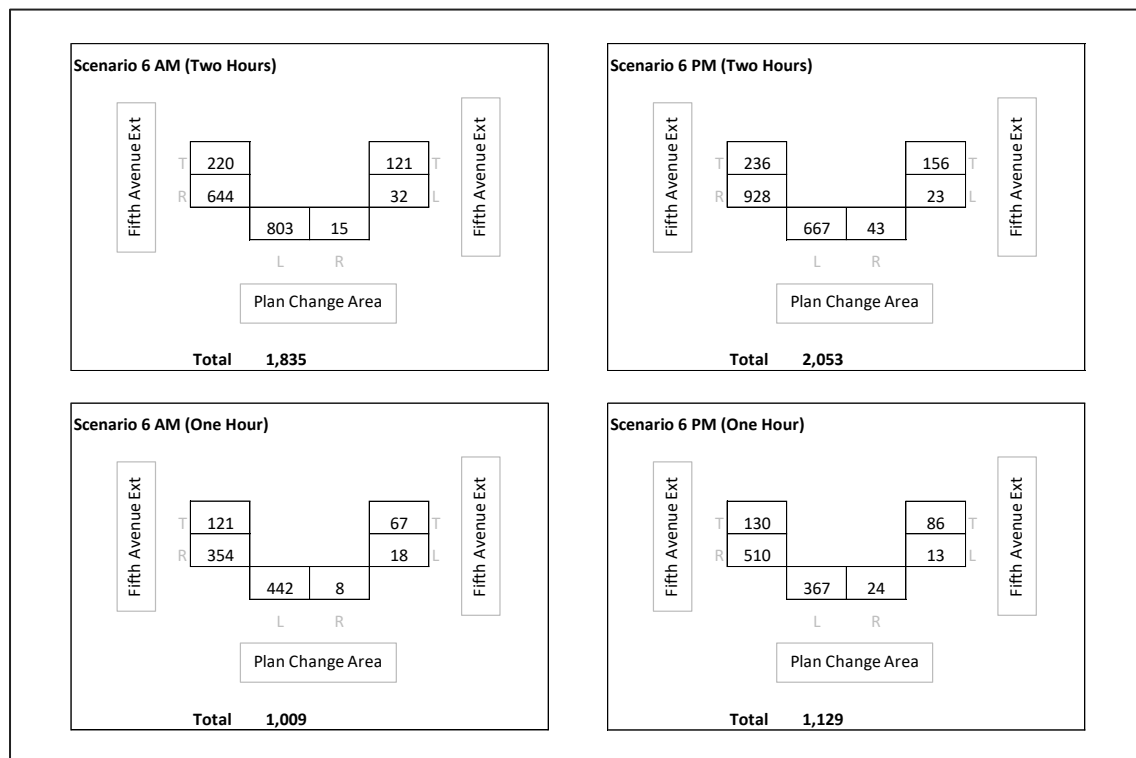 Scenario 6 AM (Two Hours)
Fifth Avenue Ext
Fifth Avenue Ext
T 220 121 T
R 644 32 L
803 15
L R
Plan Change Area
Total 1,835
Scenario 6 PM (Two Hours)
Fifth Avenue Ext
Fifth Avenue Ext
T 236 156 T
R 928 23 L
667 43
L R
Plan Change Area
Total 2,053
Scenario 6 AM (One Hour)
Fifth Avenue Ext
Fifth Avenue Ext
T 121 67 T
R 354 18 L
442 8
L R
Plan Change Area
Total 1,009
Scenario 6 PM (One Hour)
Fifth Avenue Ext
Fifth Avenue Ext
T 130 86 T
R 510 13 L
367 24
L R
Plan Change Area
Total 1,129